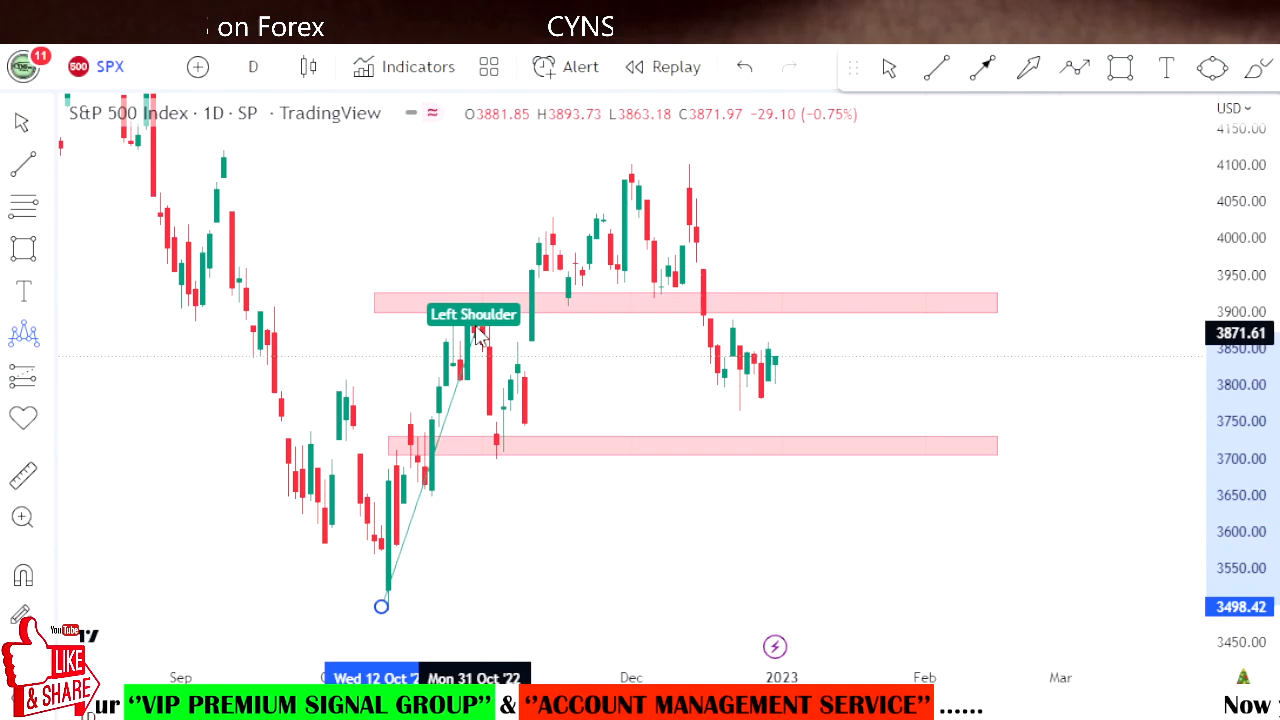 on Forex CYNS
11 500 SPX D Indicators Alert Replay
S&P 500 Index · 1D · SP · TradingView O3881.85 H3893.73 L3863.18 C3871.97 −29.10 (−0.75%)
USD
4150.00
4100.00
4050.00
4000.00
3950.00
3900.00
Left Shoulder
3871.61
3850.00
3800.00
3750.00
3700.00
3650.00
3600.00
3550.00
3498.42
3450.00
YouTube
LIKE
& SHARE
Sep Wed 12 Oct '2 Mon 31 Oct '22 Dec 2023 Feb Mar
ur "VIP PREMIUM SIGNAL GROUP" & "ACCOUNT MANAGEMENT SERVICE" ...... Now